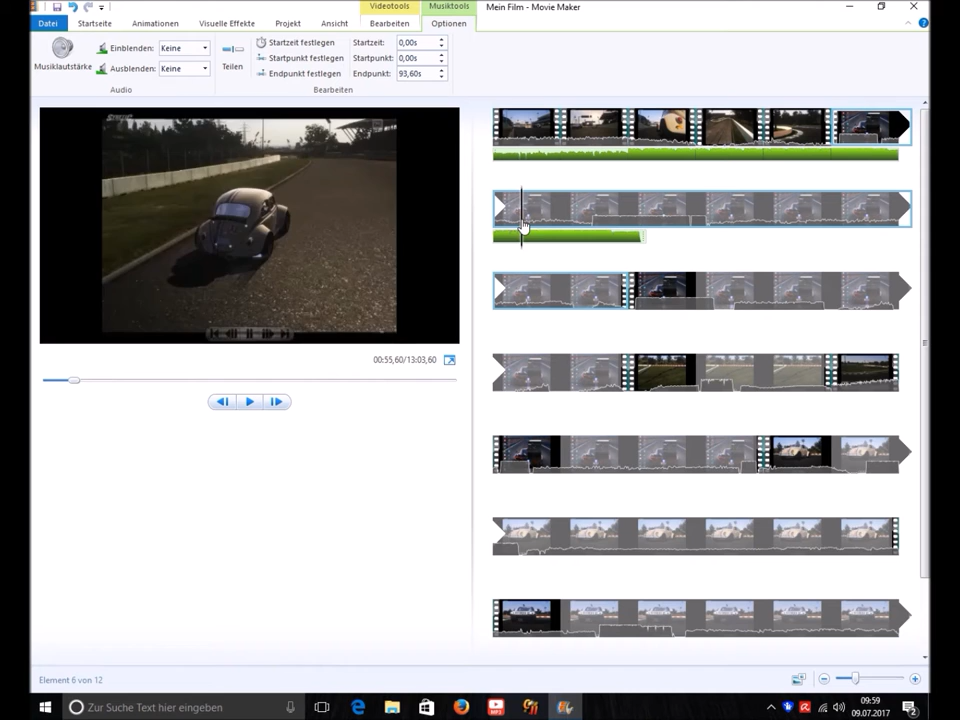 Videotools
Musiktools
Mein Film - Movie Maker
Datei
Startseite
Animationen
Visuelle Effekte
Projekt
Ansicht
Bearbeiten
Optionen
Musiklautstärke
Einblenden:
Keine
Ausblenden:
Keine
Audio
Teilen
Startzeit festlegen
Startpunkt festlegen
Endpunkt festlegen
Startzeit:
0,00s
Startpunkt:
0,00s
Endpunkt:
93,60s
Bearbeiten
00:55,60/13:03,60
Element 6 von 12
Zur Suche Text hier eingeben
MP3
09:59
09.07.2017
2